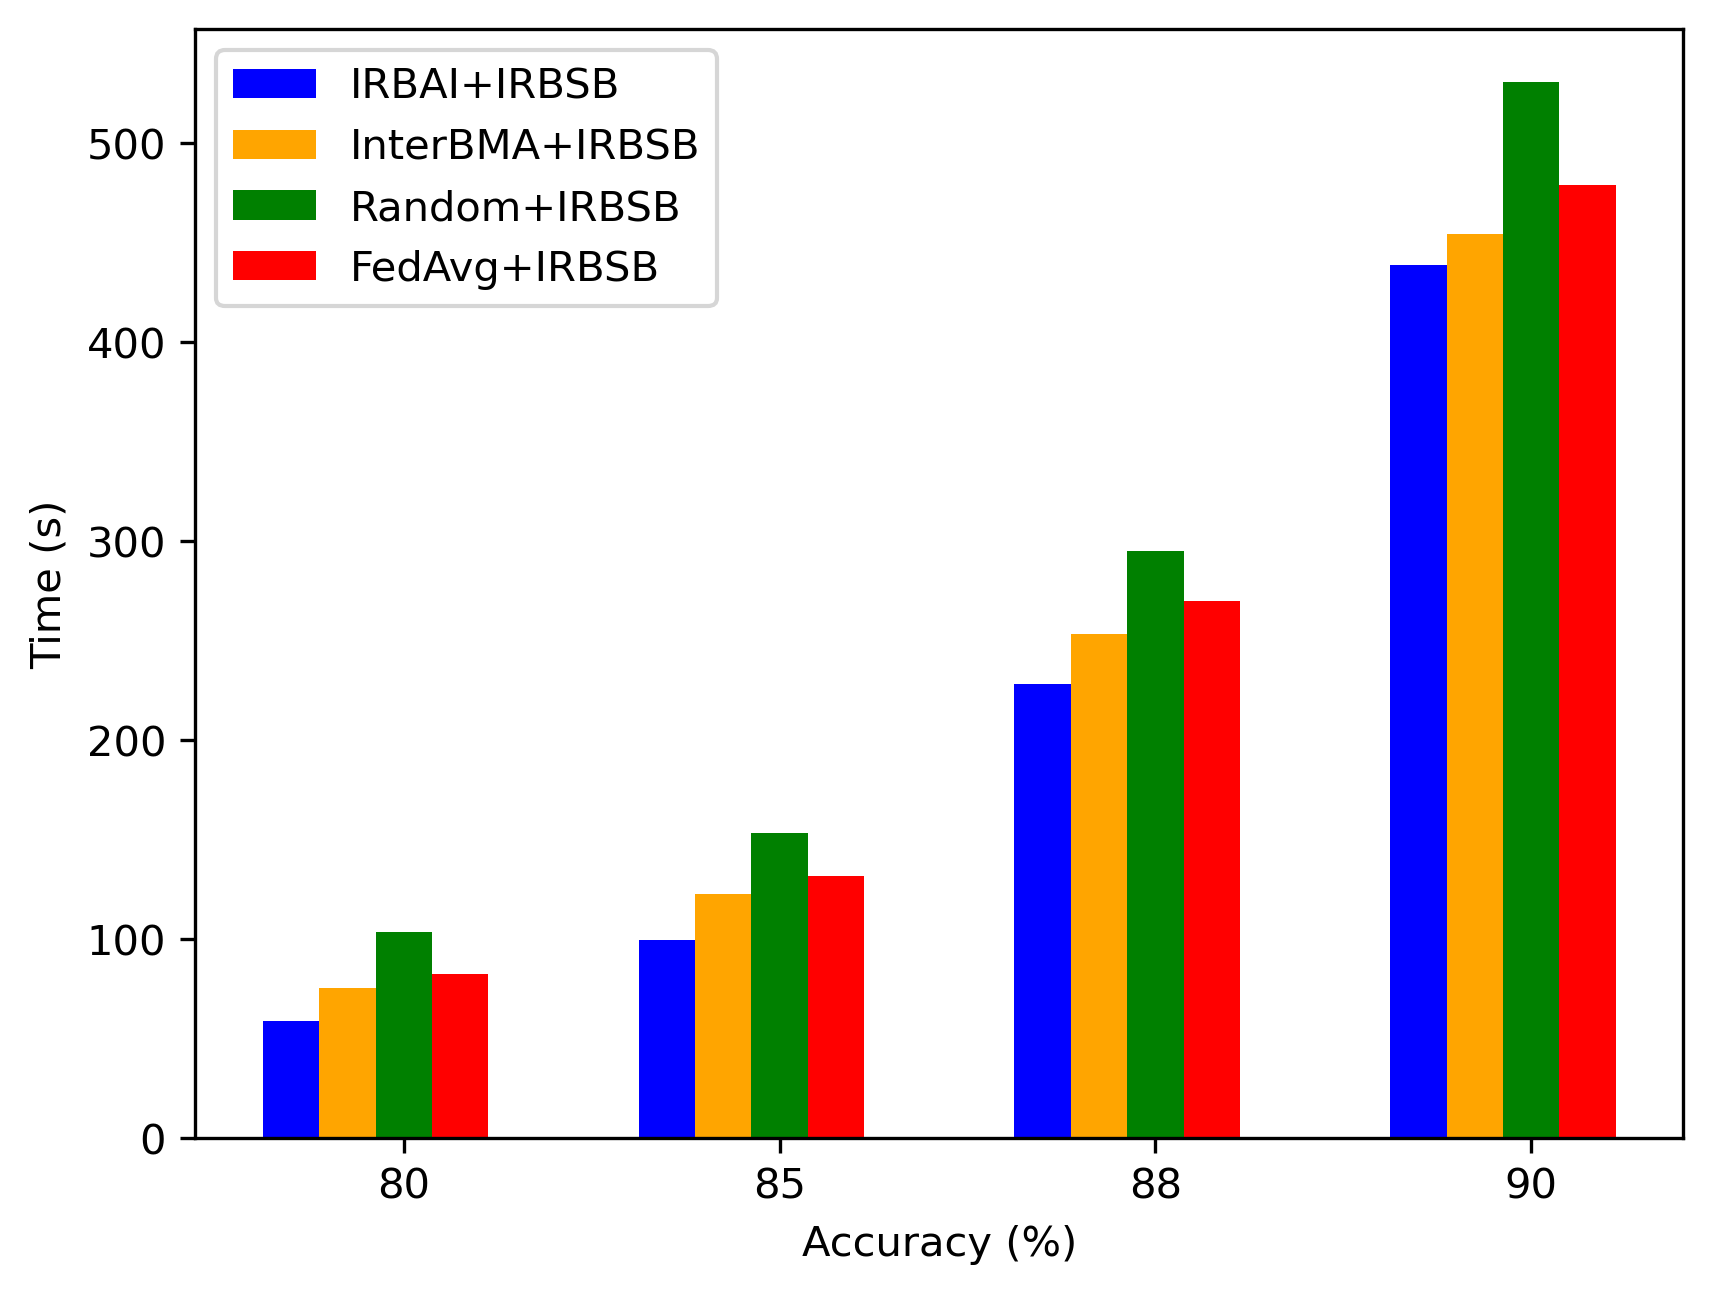 IRBAI+IRBSB
InterBMA+IRBSB
Random+IRBSB
FedAvg+IRBSB
500
400
300
200
100
0
Time (s)
80 85 88 90
Accuracy (%)